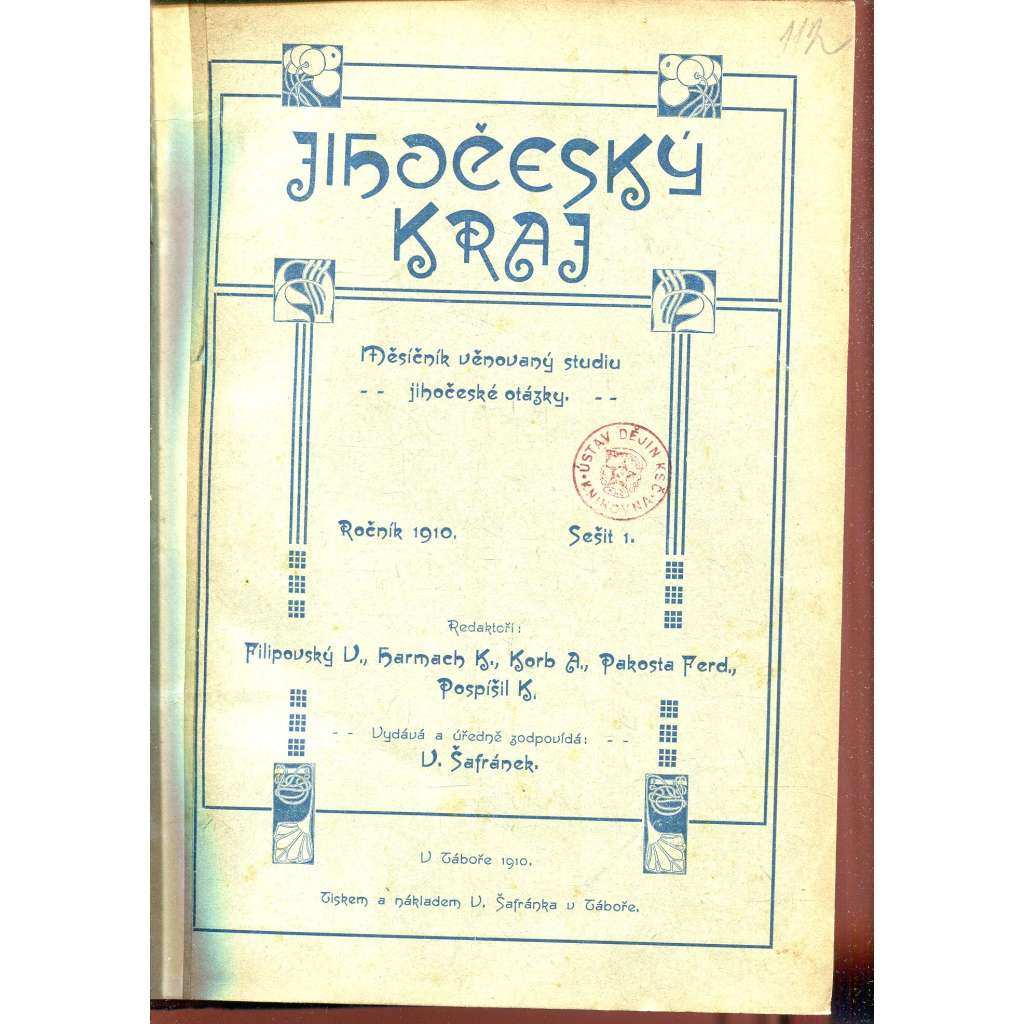 JIHOČESKÝ
KRAJ
Měsíčník věnovaný studiu
-- jihočeské otázky. --
ÚSTAV DĚJIN KSČ
KNIHOVNA
Ročník 1910. Sešit 1.
Redaktoři:
Filipovský V., Harmach K., Korb A., Pakosta Ferd.,
Pospíšil K.
-- Vydává a úředně zodpovídá: --
V. Šafránek.
V Táboře 1910.
Tiskem a nákladem V. Šafránka v Táboře.